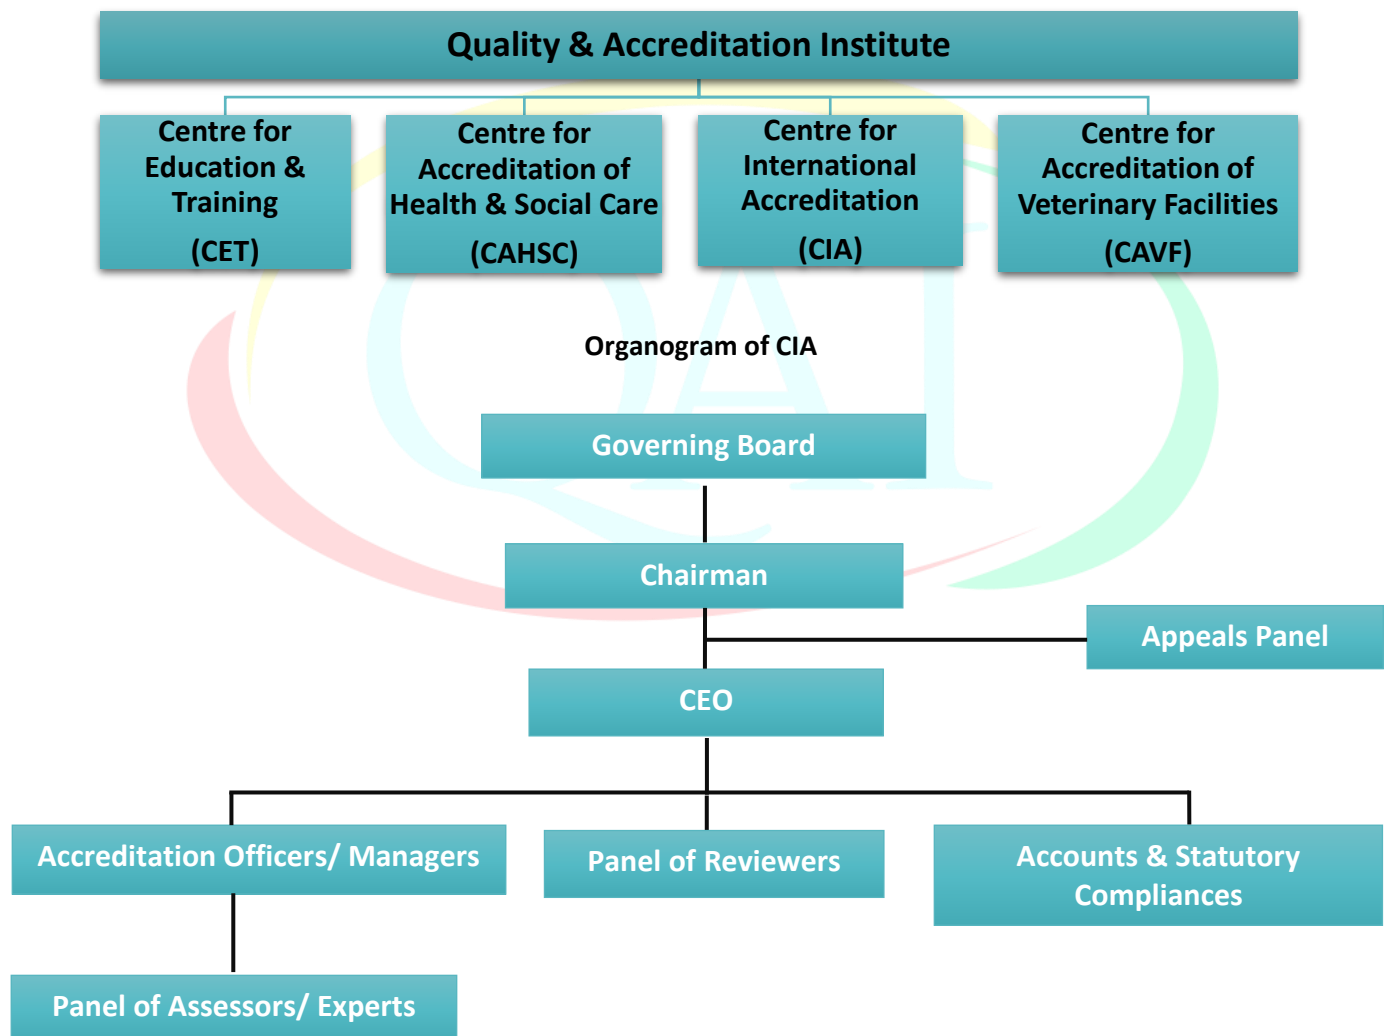 Quality & Accreditation Institute
Centre for
Education &
Training
(CET)
Centre for
Accreditation of
Health & Social Care
(CAHSC)
Centre for
International
Accreditation
(CIA)
Centre for
Accreditation of
Veterinary Facilities
(CAVF)
QAI
Organogram of CIA
Governing Board
Chairman
Appeals Panel
CEO
Accreditation Officers/ Managers
Panel of Reviewers
Accounts & Statutory
Compliances
Panel of Assessors/ Experts